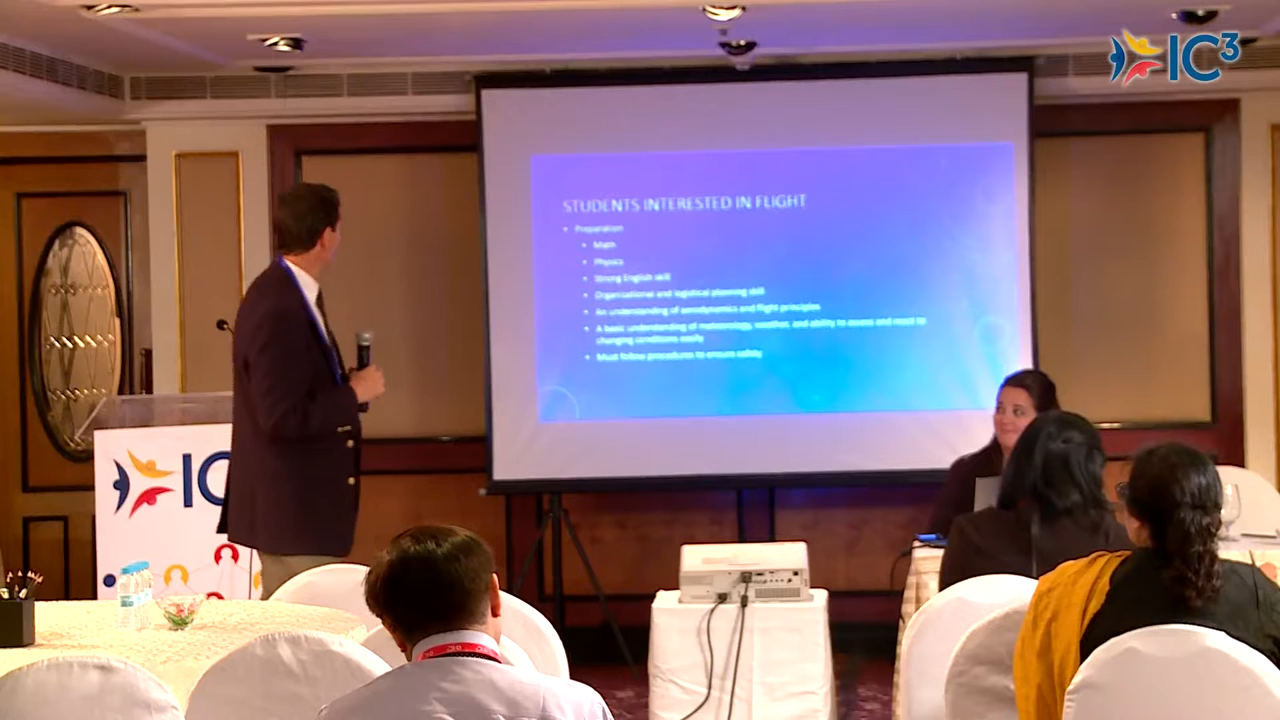 IC3
STUDENTS INTERESTED IN FLIGHT
• Preparation
• Math
• Physics
• Strong English skill
• Organizational and logistical planning skill
• An understanding of aerodynamics and flight principles
• A basic understanding of meteorology, weather, and ability to assess and react to
changing conditions easily
• Must follow procedures to ensure safety
IC